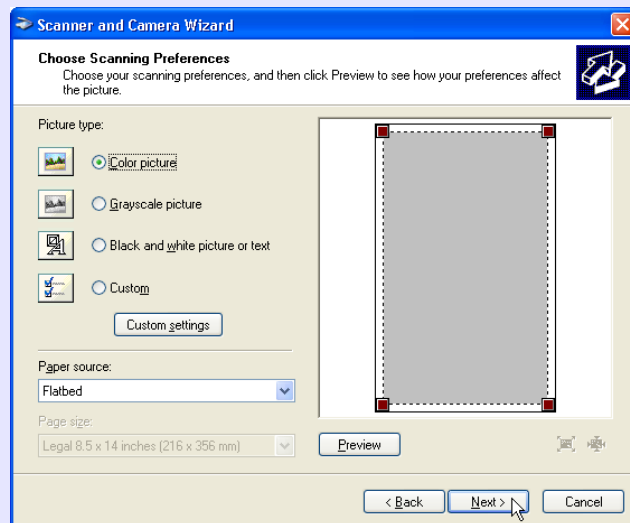 Scanner and Camera Wizard
Choose Scanning Preferences
Choose your scanning preferences, and then click Preview to see how your preferences affect
the picture.
Picture type:
Color picture
Grayscale picture
Black and white picture or text
Custom
Custom settings
Paper source:
Flatbed
Page size:
Legal 8.5 x 14 inches (216 x 356 mm)
Preview
< Back
Next >
Cancel